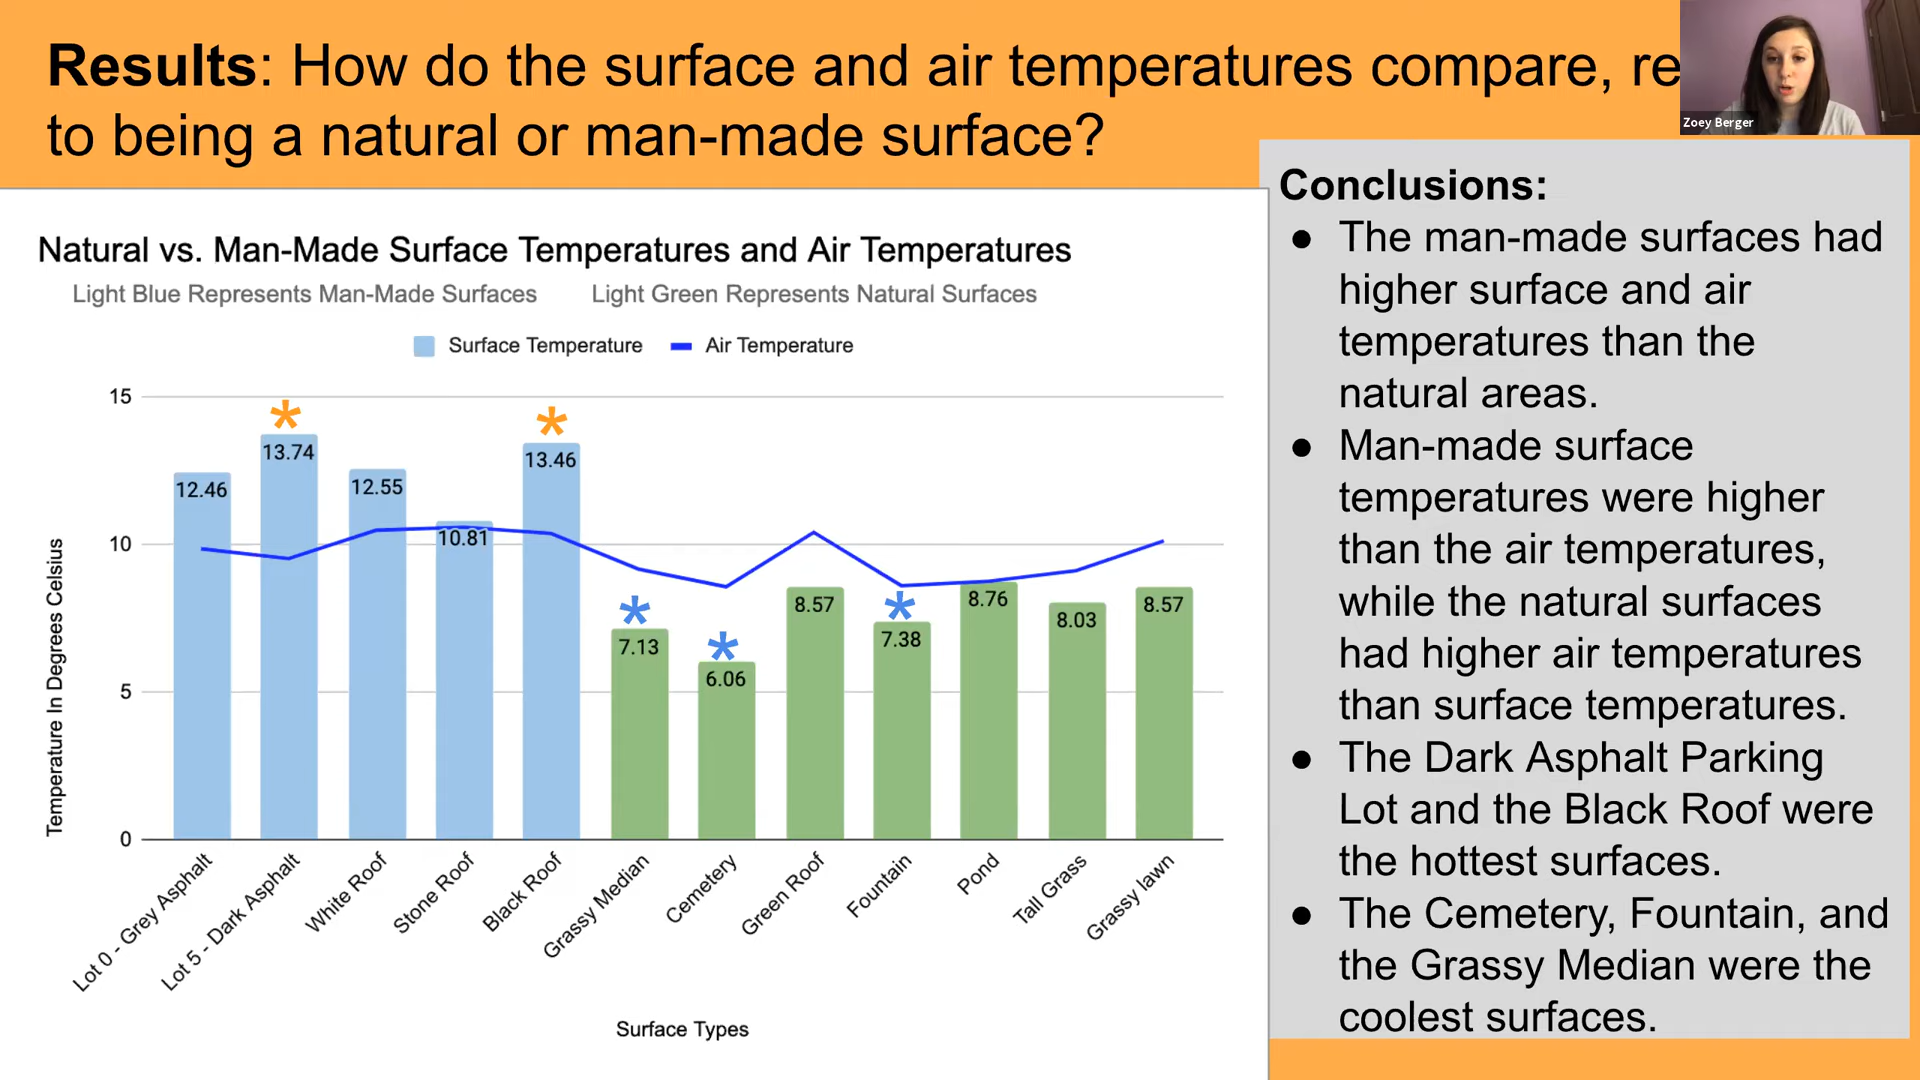 Results: How do the surface and air temperatures compare,
to being a natural or man-made surface?
Zoey Berger
Natural vs. Man-Made Surface Temperatures and Air Temperatures
Light Blue Represents Man-Made Surfaces Light Green Represents Natural Surfaces
Surface Temperature Air Temperature
Temperature In Degrees Celsius
15
10
5
0
12.46
13.74
12.55
10.81
13.46
7.13
6.06
8.57
7.38
8.76
8.03
8.57
Lot 0 - Grey Asphalt
Lot 5 - Dark Asphalt
White Roof
Stone Roof
Black Roof
Grassy Median
Cemetery
Green Roof
Fountain
Pond
Tall Grass
Grassy lawn
Surface Types
Conclusions:
● The man-made surfaces had
higher surface and air
temperatures than the
natural areas.
● Man-made surface
temperatures were higher
than the air temperatures,
while the natural surfaces
had higher air temperatures
than surface temperatures.
● The Dark Asphalt Parking
Lot and the Black Roof were
the hottest surfaces.
● The Cemetery, Fountain, and
the Grassy Median were the
coolest surfaces.